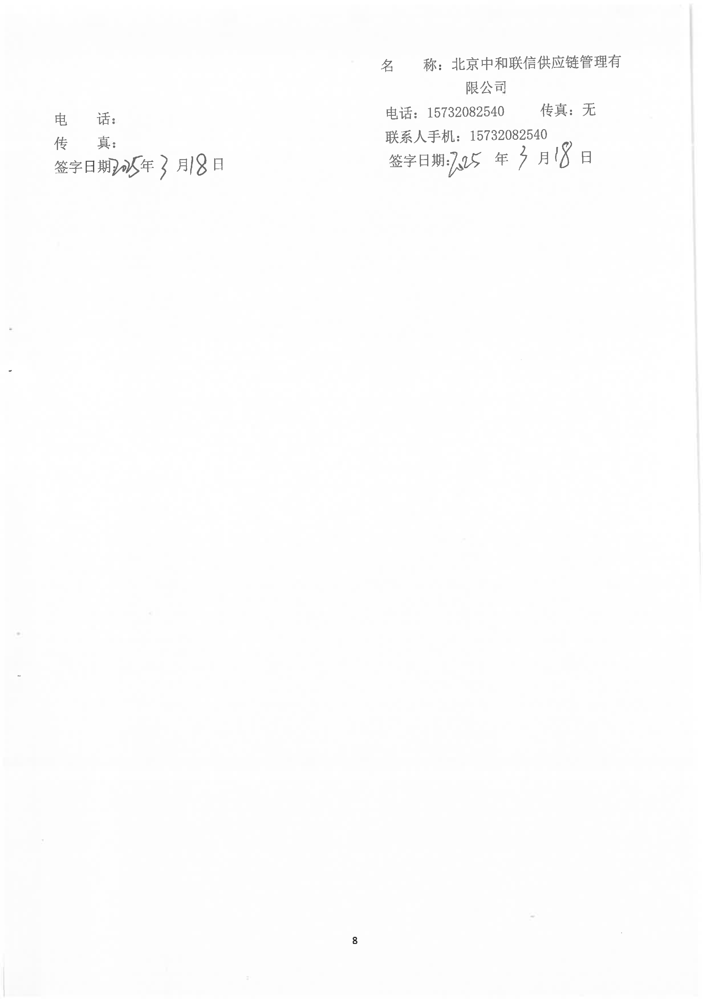 名 称：北京中和联信供应链管理有
限公司
电话：15732082540 传真：无
联系人手机：15732082540
签字日期:2025 年 3 月 18 日
电 话：
传 真：
签字日期:2025年 3 月18 日
8